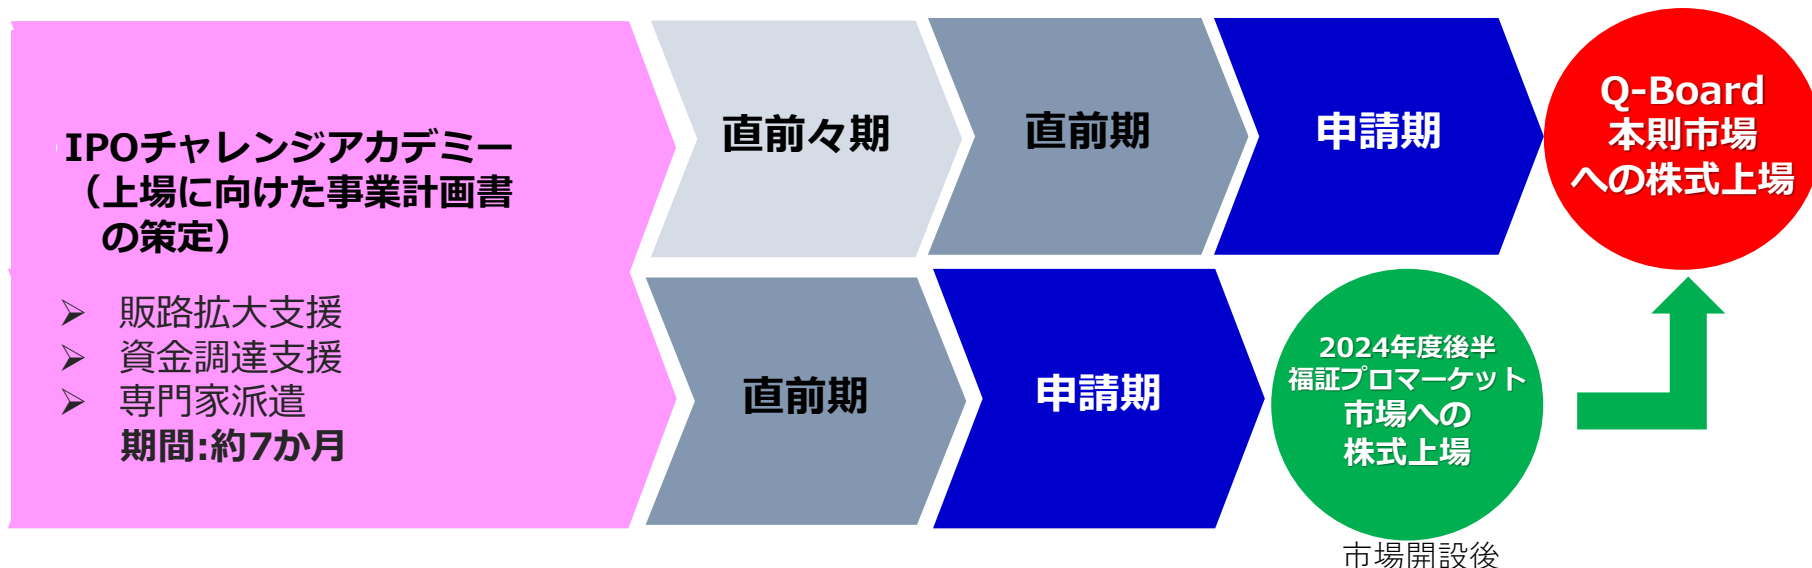 IPOチャレンジアカデミー
（上場に向けた事業計画書
の策定）
➢ 販路拡大支援
➢ 資金調達支援
➢ 専門家派遣
期間:約7か月
直前々期
直前期
申請期
Q-Board
本則市場
への株式上場
直前期
申請期
2024年度後半
福証プロマーケット
市場への
株式上場
市場開設後